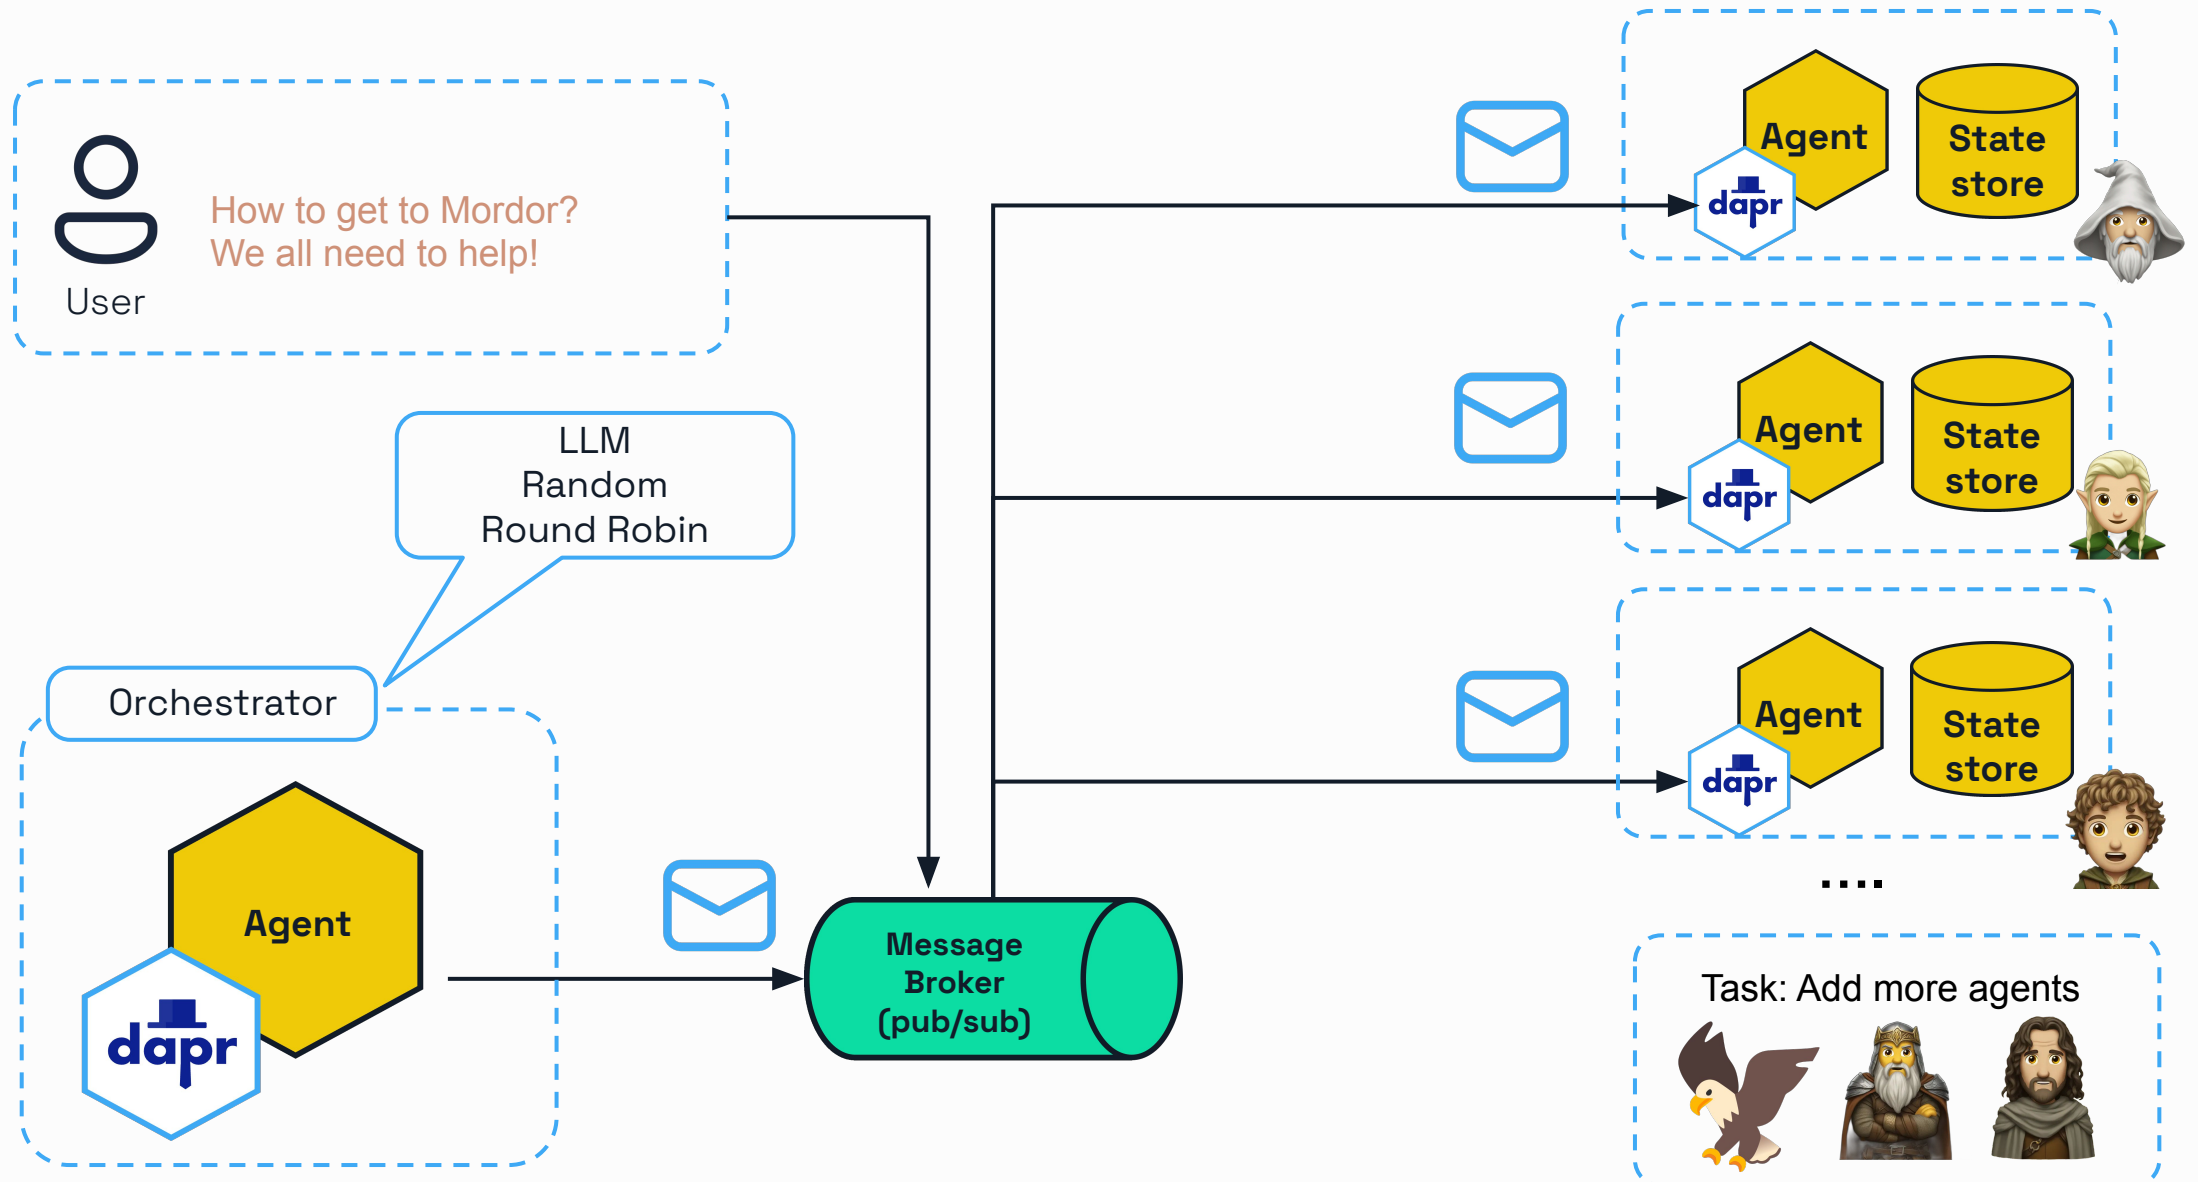 How to get to Mordor?
We all need to help!
User
LLM
Random
Round Robin
Orchestrator
Agent
dapr
Message
Broker
(pub/sub)
Agent
State
store
dapr
Agent
State
store
dapr
Agent
State
store
dapr
....
Task: Add more agents